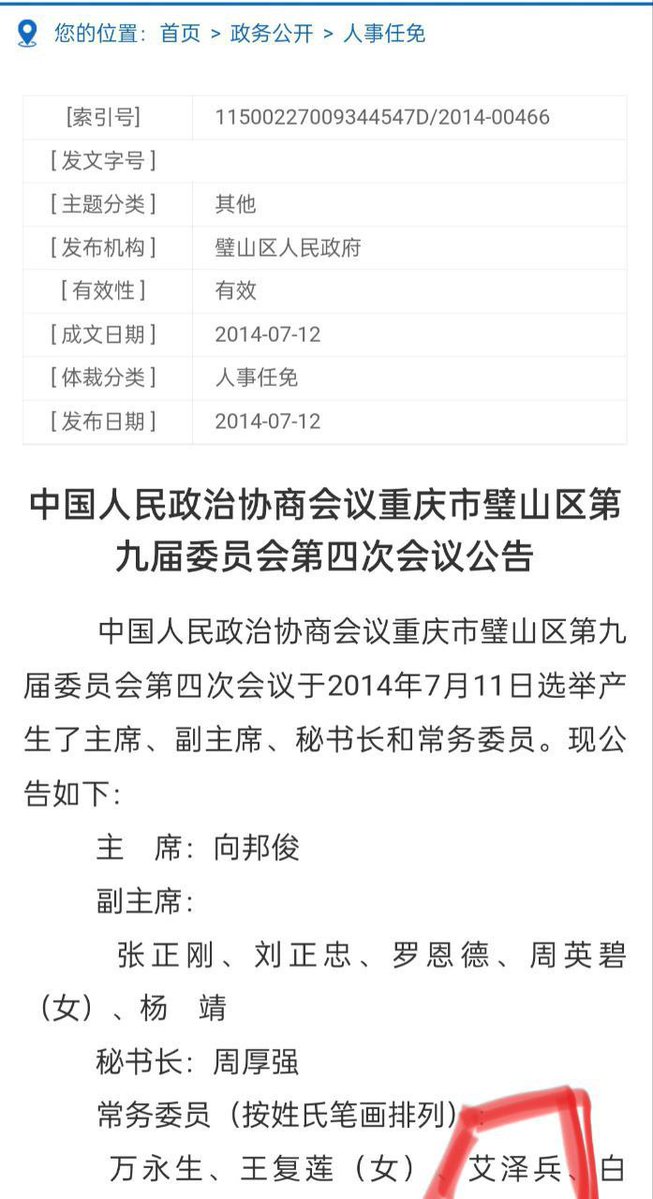 您的位置：首页 > 政务公开 > 人事任免
[索引号] 11500227009344547D/2014-00466
[发文字号]
[主题分类] 其他
[发布机构] 璧山区人民政府
[有效性] 有效
[成文日期] 2014-07-12
[体裁分类] 人事任免
[发布日期] 2014-07-12
中国人民政治协商会议重庆市璧山区第
九届委员会第四次会议公告
中国人民政治协商会议重庆市璧山区第九
届委员会第四次会议于2014年7月11日选举产
生了主席、副主席、秘书长和常务委员。现公
告如下：
主　席：向邦俊
副主席：
张正刚、刘正忠、罗恩德、周英碧
（女）、杨　靖
秘书长：周厚强
常务委员（按姓氏笔画排列）：
万永生、王复莲（女）、艾泽兵、白